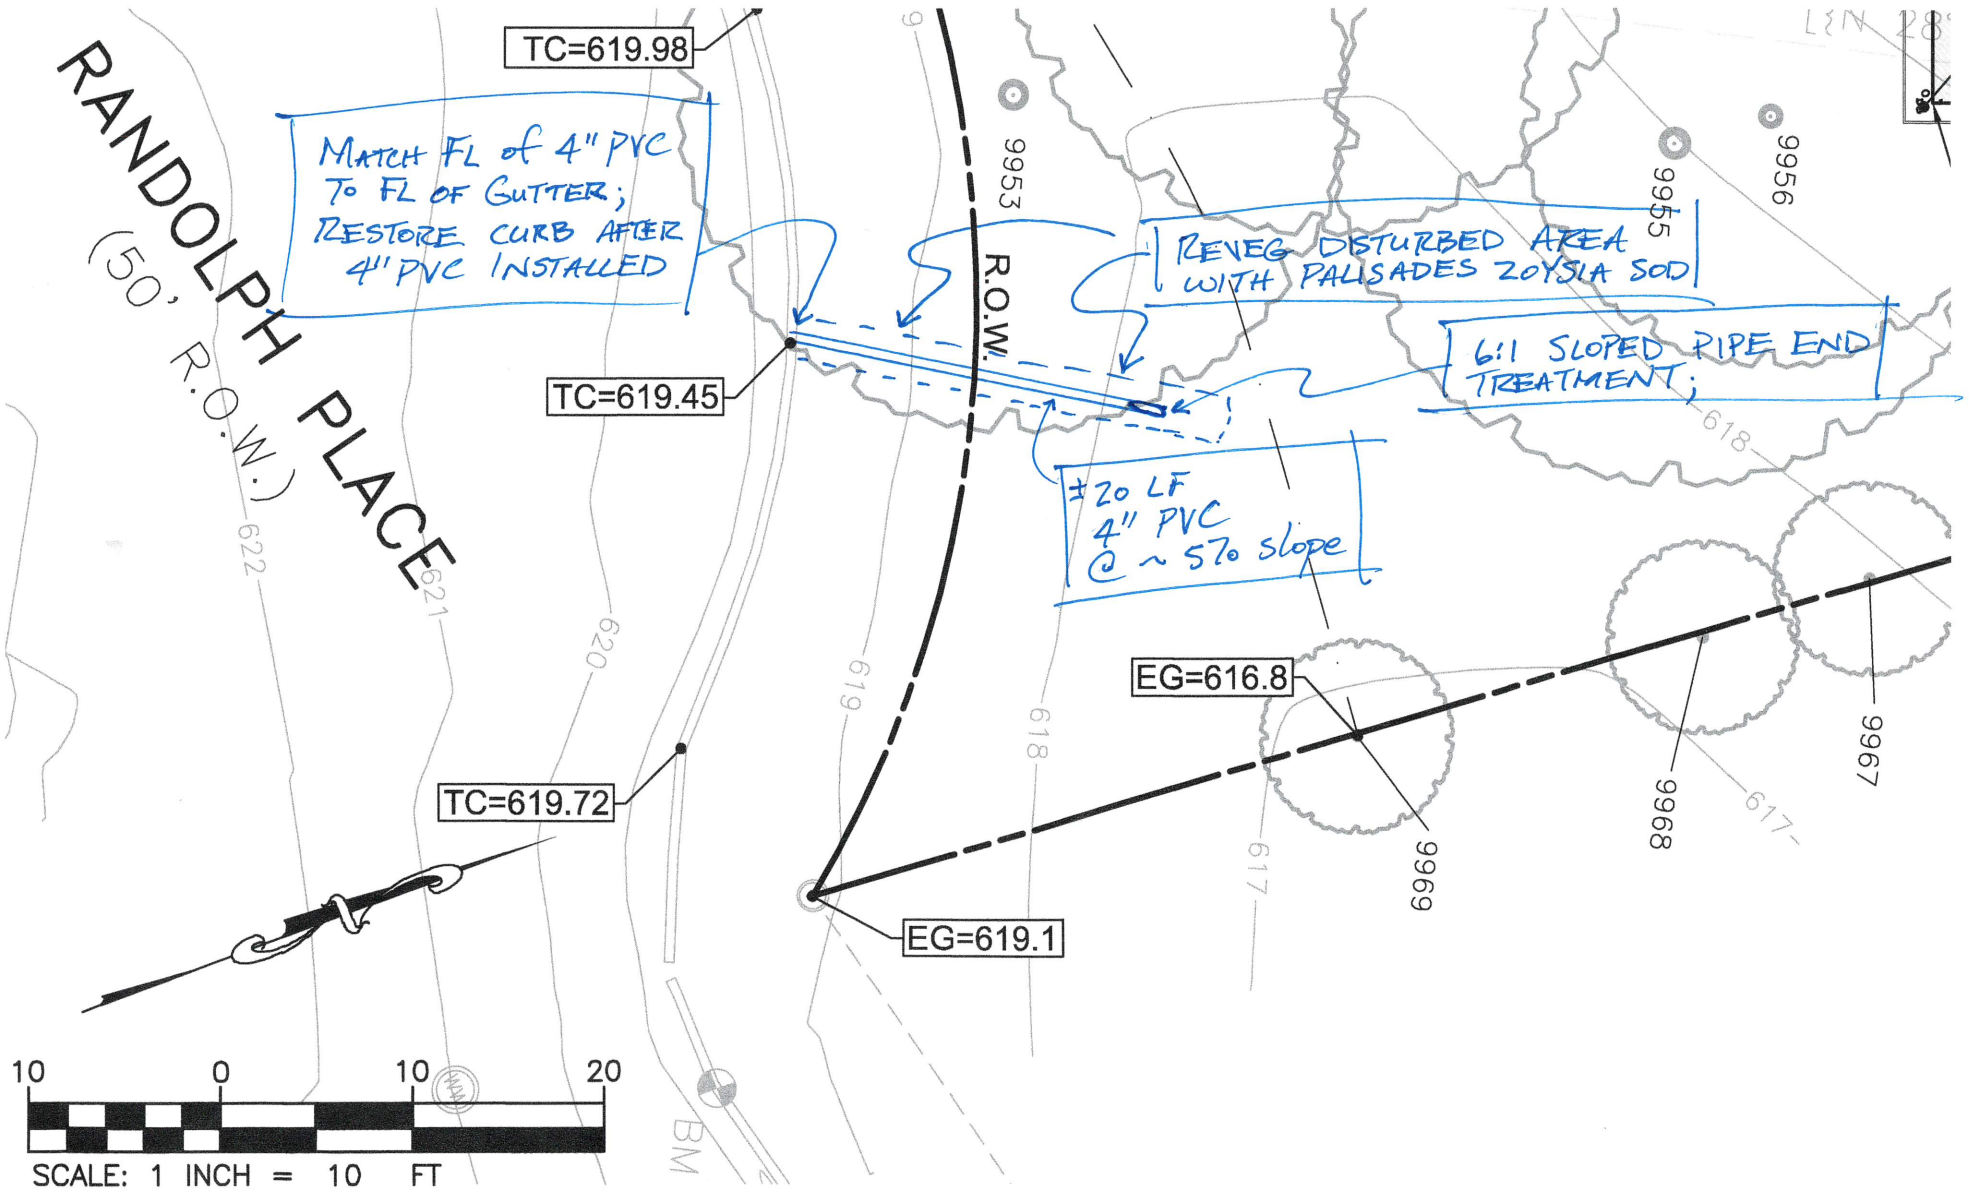 TC=619.98
L&N 28
RANDOLPH PLACE
(50' R.O.W.)
MATCH FL of 4" PVC
TO FL OF GUTTER;
RESTORE CURB AFTER
4" PVC INSTALLED
9953
9955
9956
R.O.W.
REVEG DISTURBED AREA
WITH PALISADES ZOYSIA SOD
6:1 SLOPED PIPE END
TREATMENT;
TC=619.45
±20 LF
4" PVC
@ ~ 5% slope
618
622
621
620
619
618
EG=616.8
9967
9968
9969
617
617
TC=619.72
EG=619.1
WW
BM
10 0 10 20
SCALE: 1 INCH = 10 FT